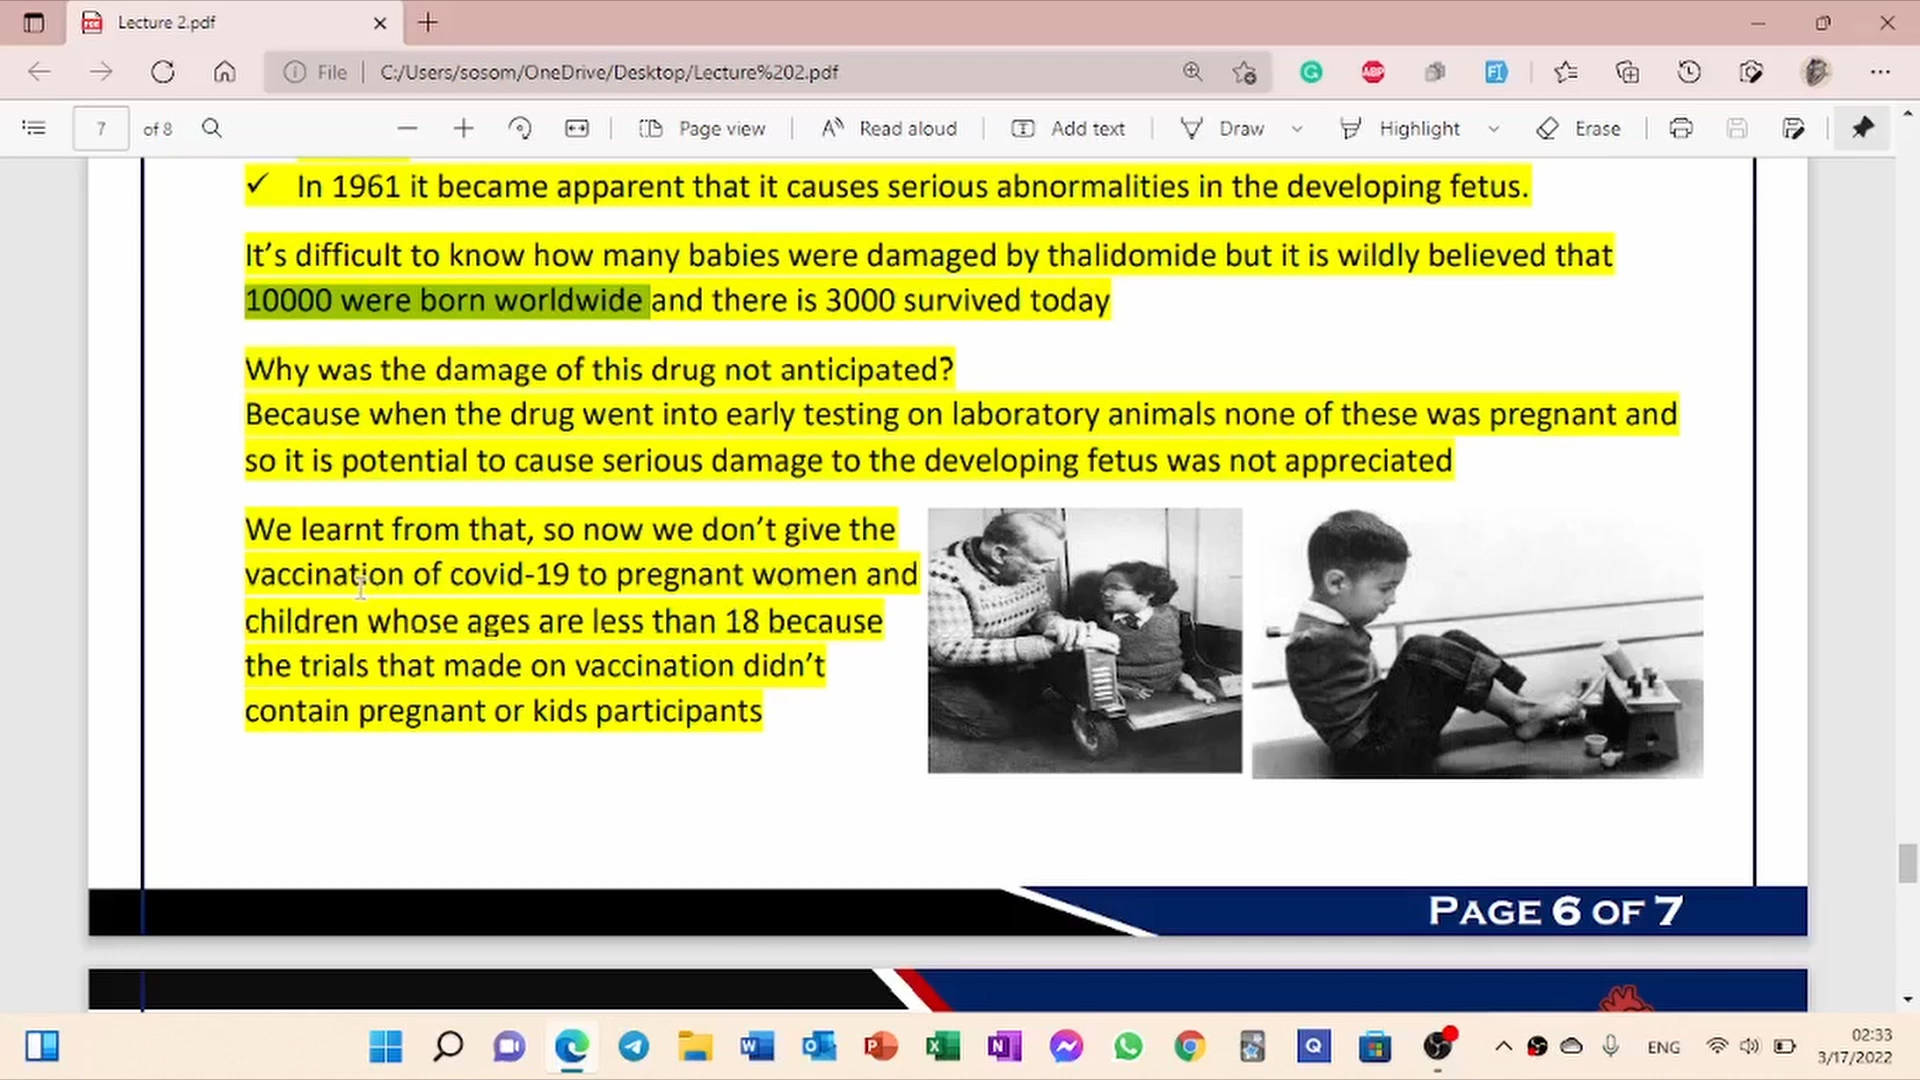 Lecture 2.pdf
File
C:/Users/sosom/OneDrive/Desktop/Lecture%202.pdf
ABP
7 of 8
Page view
Read aloud
Add text
Draw
Highlight
Erase
✓ In 1961 it became apparent that it causes serious abnormalities in the developing fetus.
It’s difficult to know how many babies were damaged by thalidomide but it is wildly believed that
10000 were born worldwide and there is 3000 survived today
Why was the damage of this drug not anticipated?
Because when the drug went into early testing on laboratory animals none of these was pregnant and
so it is potential to cause serious damage to the developing fetus was not appreciated
We learnt from that, so now we don’t give the
vaccination of covid-19 to pregnant women and
children whose ages are less than 18 because
the trials that made on vaccination didn’t
contain pregnant or kids participants
PAGE 6 OF 7
ENG
02:33
3/17/2022